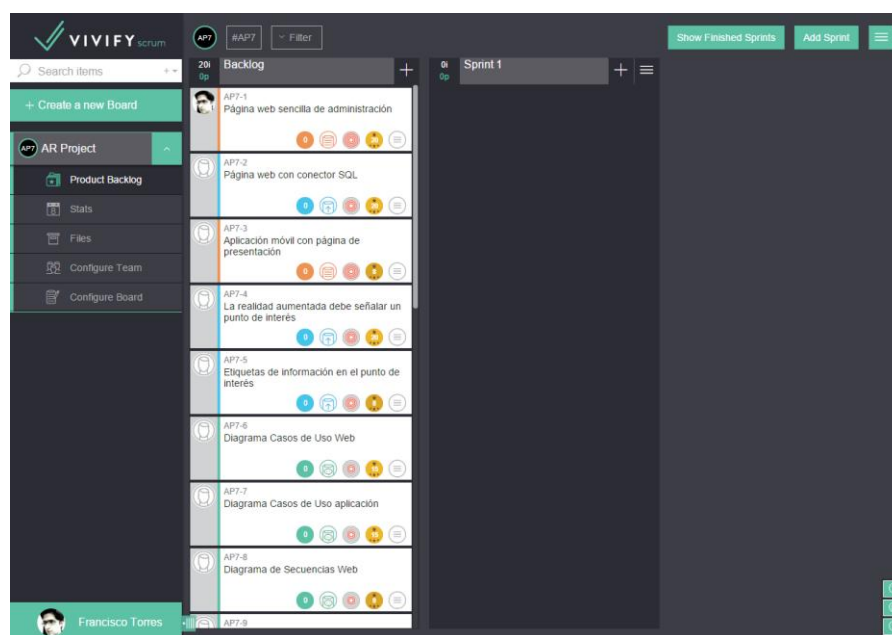 VIVIFY scrum
AP7
#AP7
Filter
Show Finished Sprints
Add Sprint
Search items
+ Create a new Board
AP7 AR Project
Product Backlog
Stats
Files
Configure Team
Configure Board
Francisco Torres
20i
0p
Backlog
+
AP7-1
Página web sencilla de administración
0
AP7-2
Página web con conector SQL
0
AP7-3
Aplicación móvil con página de
presentación
0
AP7-4
La realidad aumentada debe señalar un
punto de interés
0
AP7-5
Etiquetas de información en el punto de
interés
0
AP7-6
Diagrama Casos de Uso Web
0
AP7-7
Diagrama Casos de Uso aplicación
0
AP7-8
Diagrama de Secuencias Web
0
AP7-9
0i
0p
Sprint 1
+